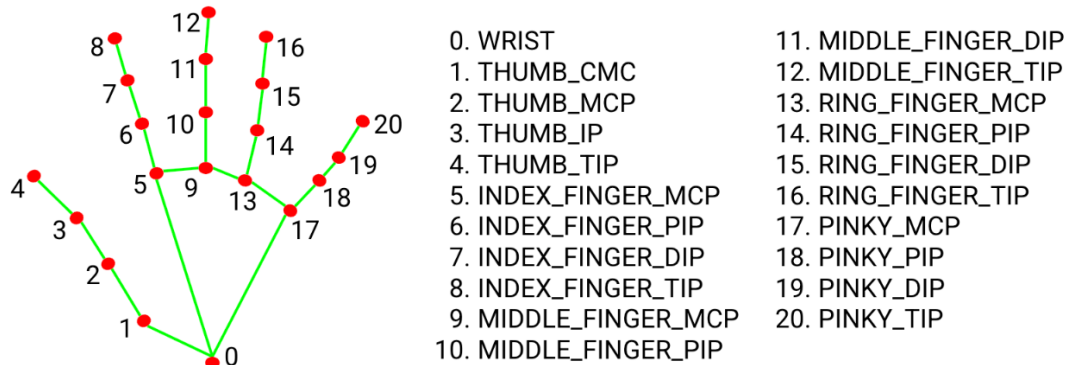 12
8
16
11
7
15
10
6
20
14
19
4
5
9
13
18
3
17
2
1
0
0. WRIST
1. THUMB_CMC
2. THUMB_MCP
3. THUMB_IP
4. THUMB_TIP
5. INDEX_FINGER_MCP
6. INDEX_FINGER_PIP
7. INDEX_FINGER_DIP
8. INDEX_FINGER_TIP
9. MIDDLE_FINGER_MCP
10. MIDDLE_FINGER_PIP
11. MIDDLE_FINGER_DIP
12. MIDDLE_FINGER_TIP
13. RING_FINGER_MCP
14. RING_FINGER_PIP
15. RING_FINGER_DIP
16. RING_FINGER_TIP
17. PINKY_MCP
18. PINKY_PIP
19. PINKY_DIP
20. PINKY_TIP